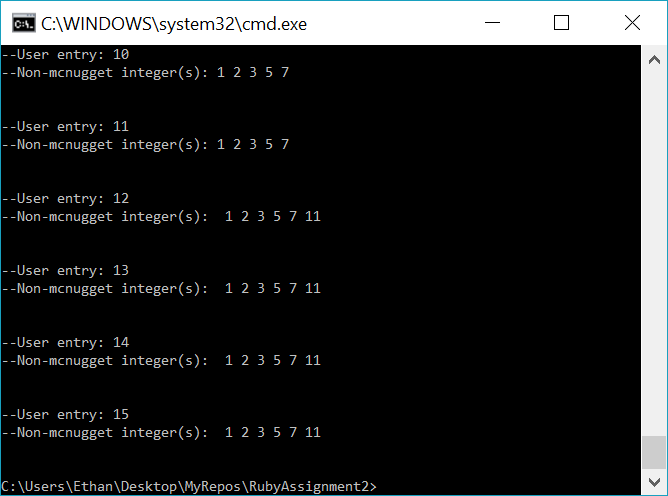 C:\WINDOWS\system32\cmd.exe
--User entry: 10
--Non-mcnugget integer(s): 1 2 3 5 7
--User entry: 11
--Non-mcnugget integer(s): 1 2 3 5 7
--User entry: 12
--Non-mcnugget integer(s):  1 2 3 5 7 11
--User entry: 13
--Non-mcnugget integer(s):  1 2 3 5 7 11
--User entry: 14
--Non-mcnugget integer(s):  1 2 3 5 7 11
--User entry: 15
--Non-mcnugget integer(s):  1 2 3 5 7 11
C:\Users\Ethan\Desktop\MyRepos\RubyAssignment2>